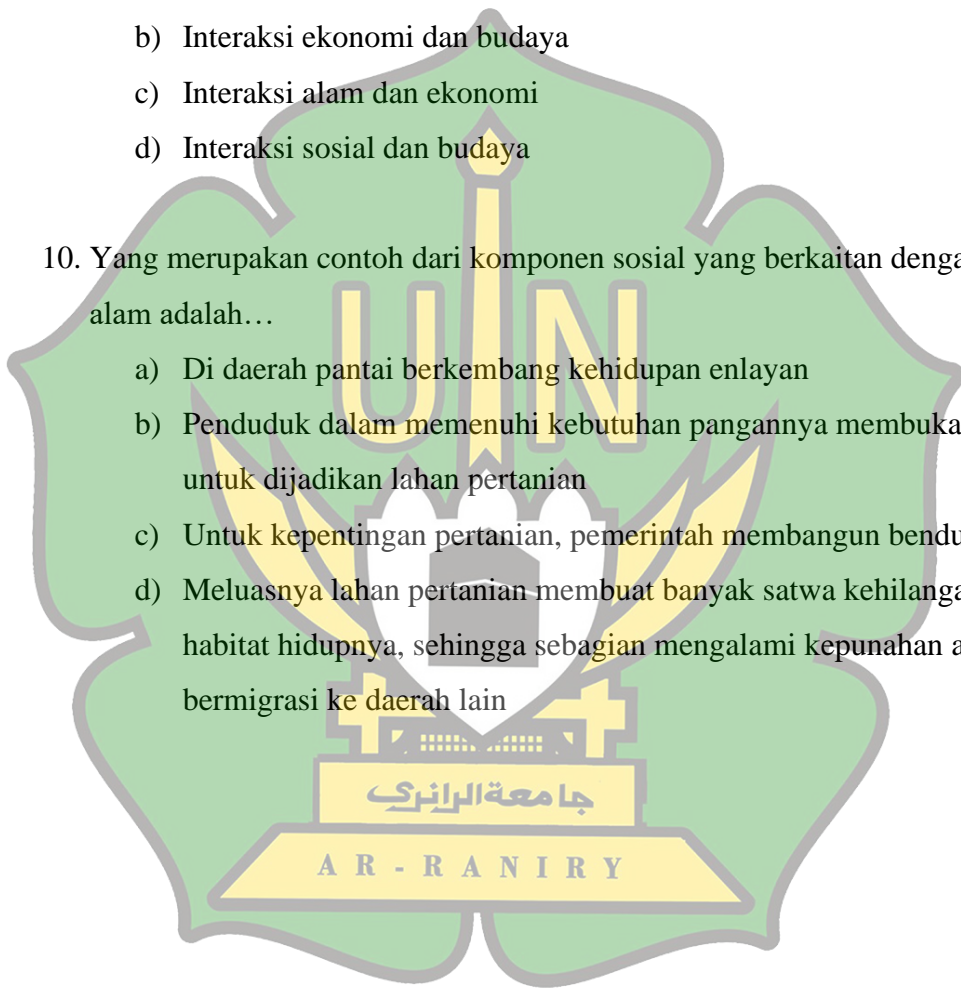 b) Interaksi ekonomi dan budaya
c) Interaksi alam dan ekonomi
d) Interaksi sosial dan budaya
10. Yang merupakan contoh dari komponen sosial yang berkaitan denga
alam adalah…
a) Di daerah pantai berkembang kehidupan enlayan
b) Penduduk dalam memenuhi kebutuhan pangannya membuka
untuk dijadikan lahan pertanian
c) Untuk kepentingan pertanian, pemerintah membangun bendu
d) Meluasnya lahan pertanian membuat banyak satwa kehilanga
habitat hidupnya, sehingga sebagian mengalami kepunahan a
bermigrasi ke daerah lain
UIN
جامعةالرانري
AR-RANIRY